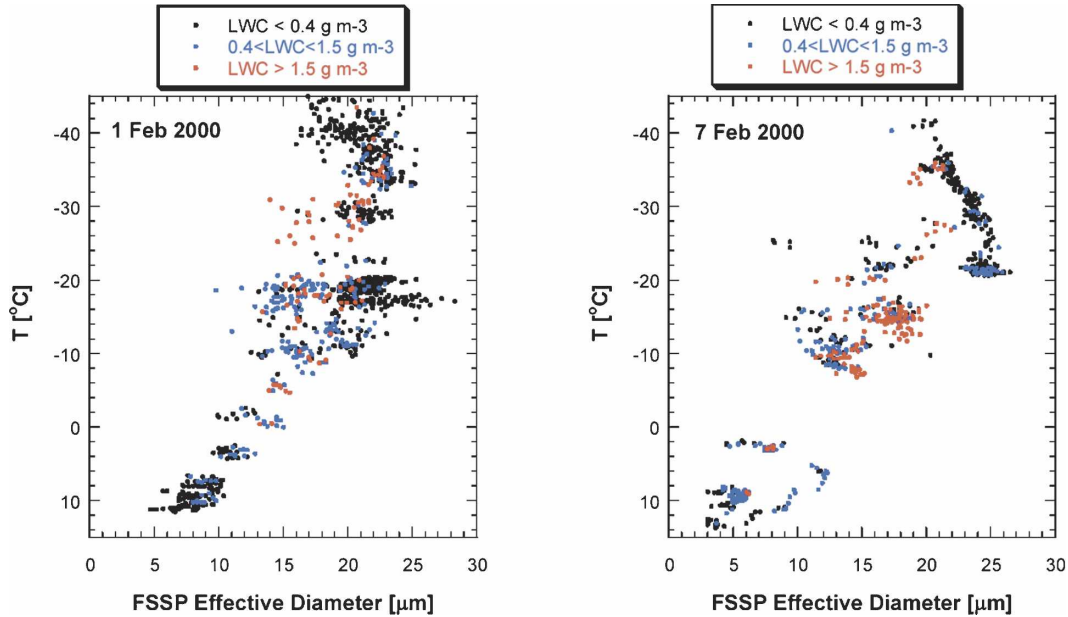 LWC < 0.4 g m-3
0.4<LWC<1.5 g m-3
LWC > 1.5 g m-3
1 Feb 2000
T [°C]
-40
-30
-20
-10
0
10
0 5 10 15 20 25 30
FSSP Effective Diameter [μm]
LWC < 0.4 g m-3
0.4<LWC<1.5 g m-3
LWC > 1.5 g m-3
7 Feb 2000
T [°C]
-40
-30
-20
-10
0
10
0 5 10 15 20 25 30
FSSP Effective Diameter [μm]